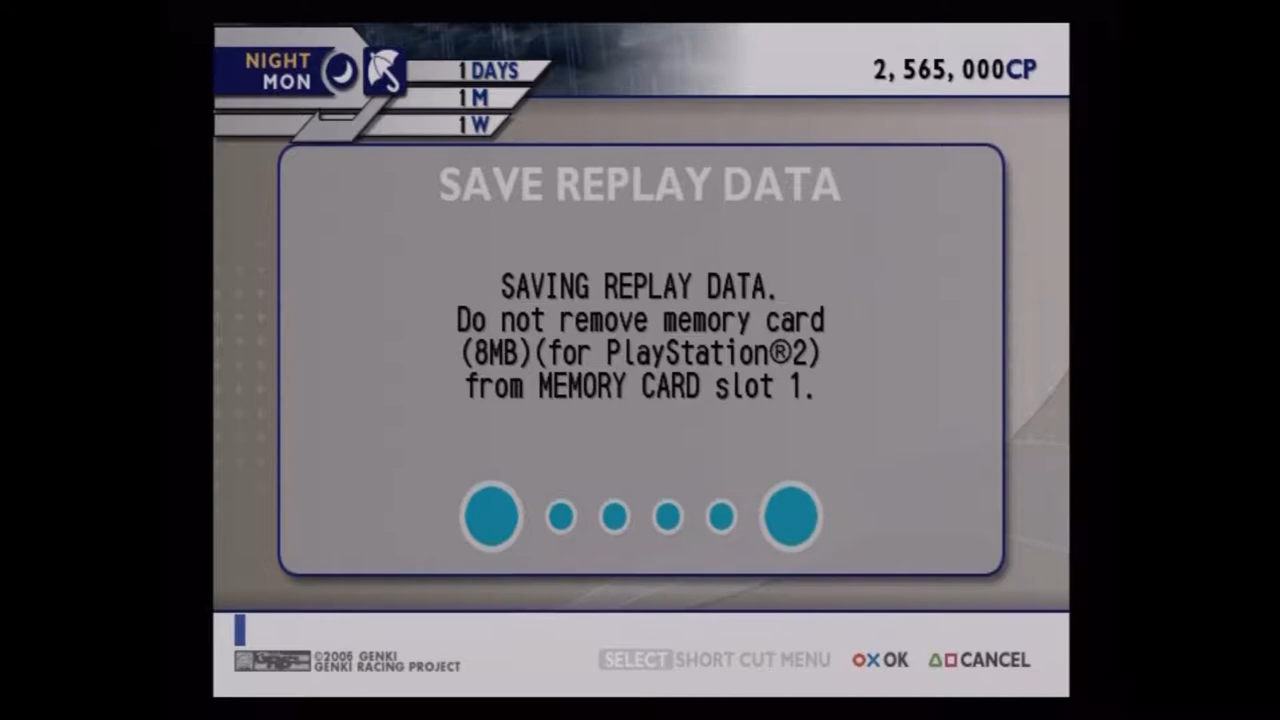 NIGHT
MON
1 DAYS
1 M
1 W
2, 565, 000CP
SAVE REPLAY DATA
SAVING REPLAY DATA.
Do not remove memory card
(8MB)(for PlayStation®2)
from MEMORY CARD slot 1.
©2006 GENKI
GENKI RACING PROJECT
SELECT SHORT CUT MENU
OK
CANCEL